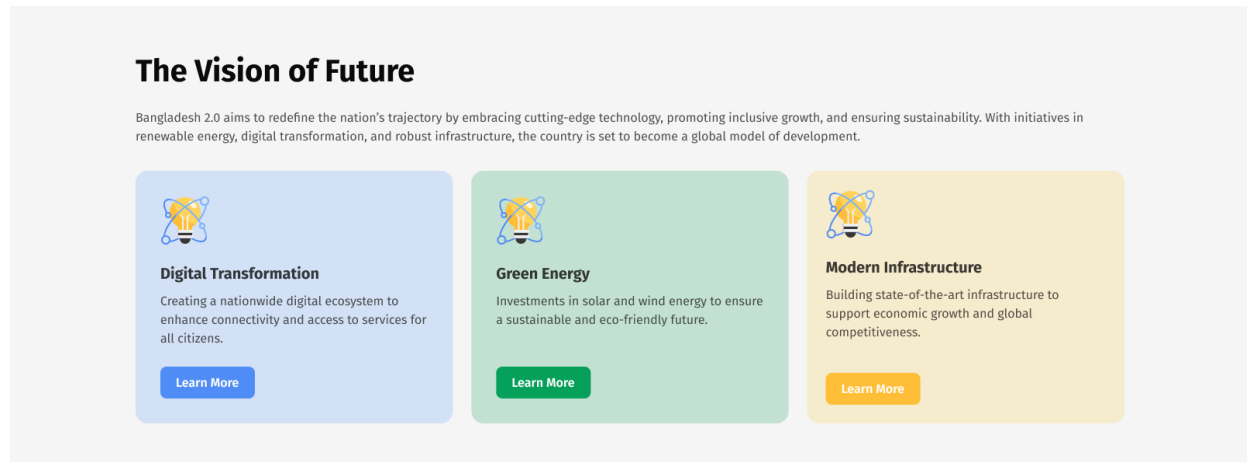 The Vision of Future
Bangladesh 2.0 aims to redefine the nation’s trajectory by embracing cutting-edge technology, promoting inclusive growth, and ensuring sustainability. With initiatives in
renewable energy, digital transformation, and robust infrastructure, the country is set to become a global model of development.
Digital Transformation
Creating a nationwide digital ecosystem to
enhance connectivity and access to services for
all citizens.
Learn More
Green Energy
Investments in solar and wind energy to ensure
a sustainable and eco-friendly future.
Learn More
Modern Infrastructure
Building state-of-the-art infrastructure to
support economic growth and global
competitiveness.
Learn More